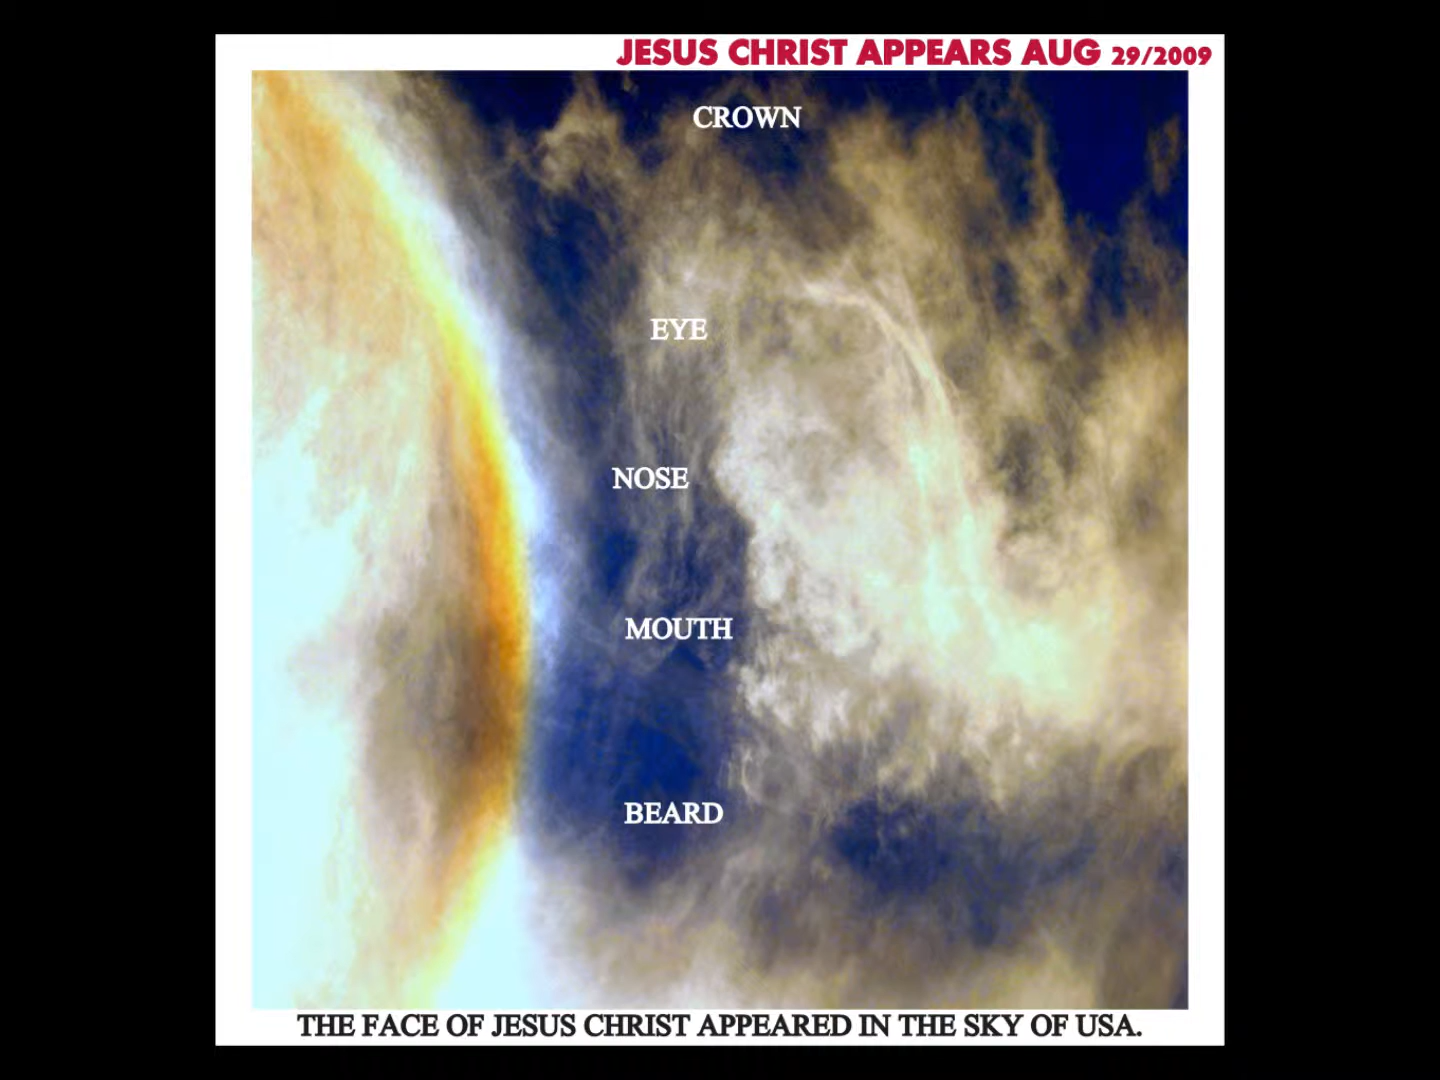 JESUS CHRIST APPEARS AUG 29/2009
CROWN
EYE
NOSE
MOUTH
BEARD
THE FACE OF JESUS CHRIST APPEARED IN THE SKY OF USA.